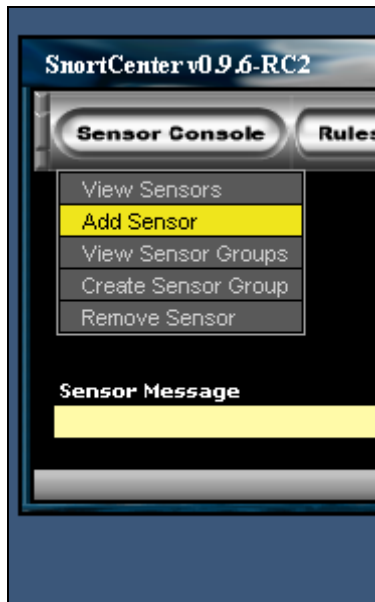 SnortCenter v0.9.6-RC2
Sensor Console Rules
View Sensors
Add Sensor
View Sensor Groups
Create Sensor Group
Remove Sensor
Sensor Message